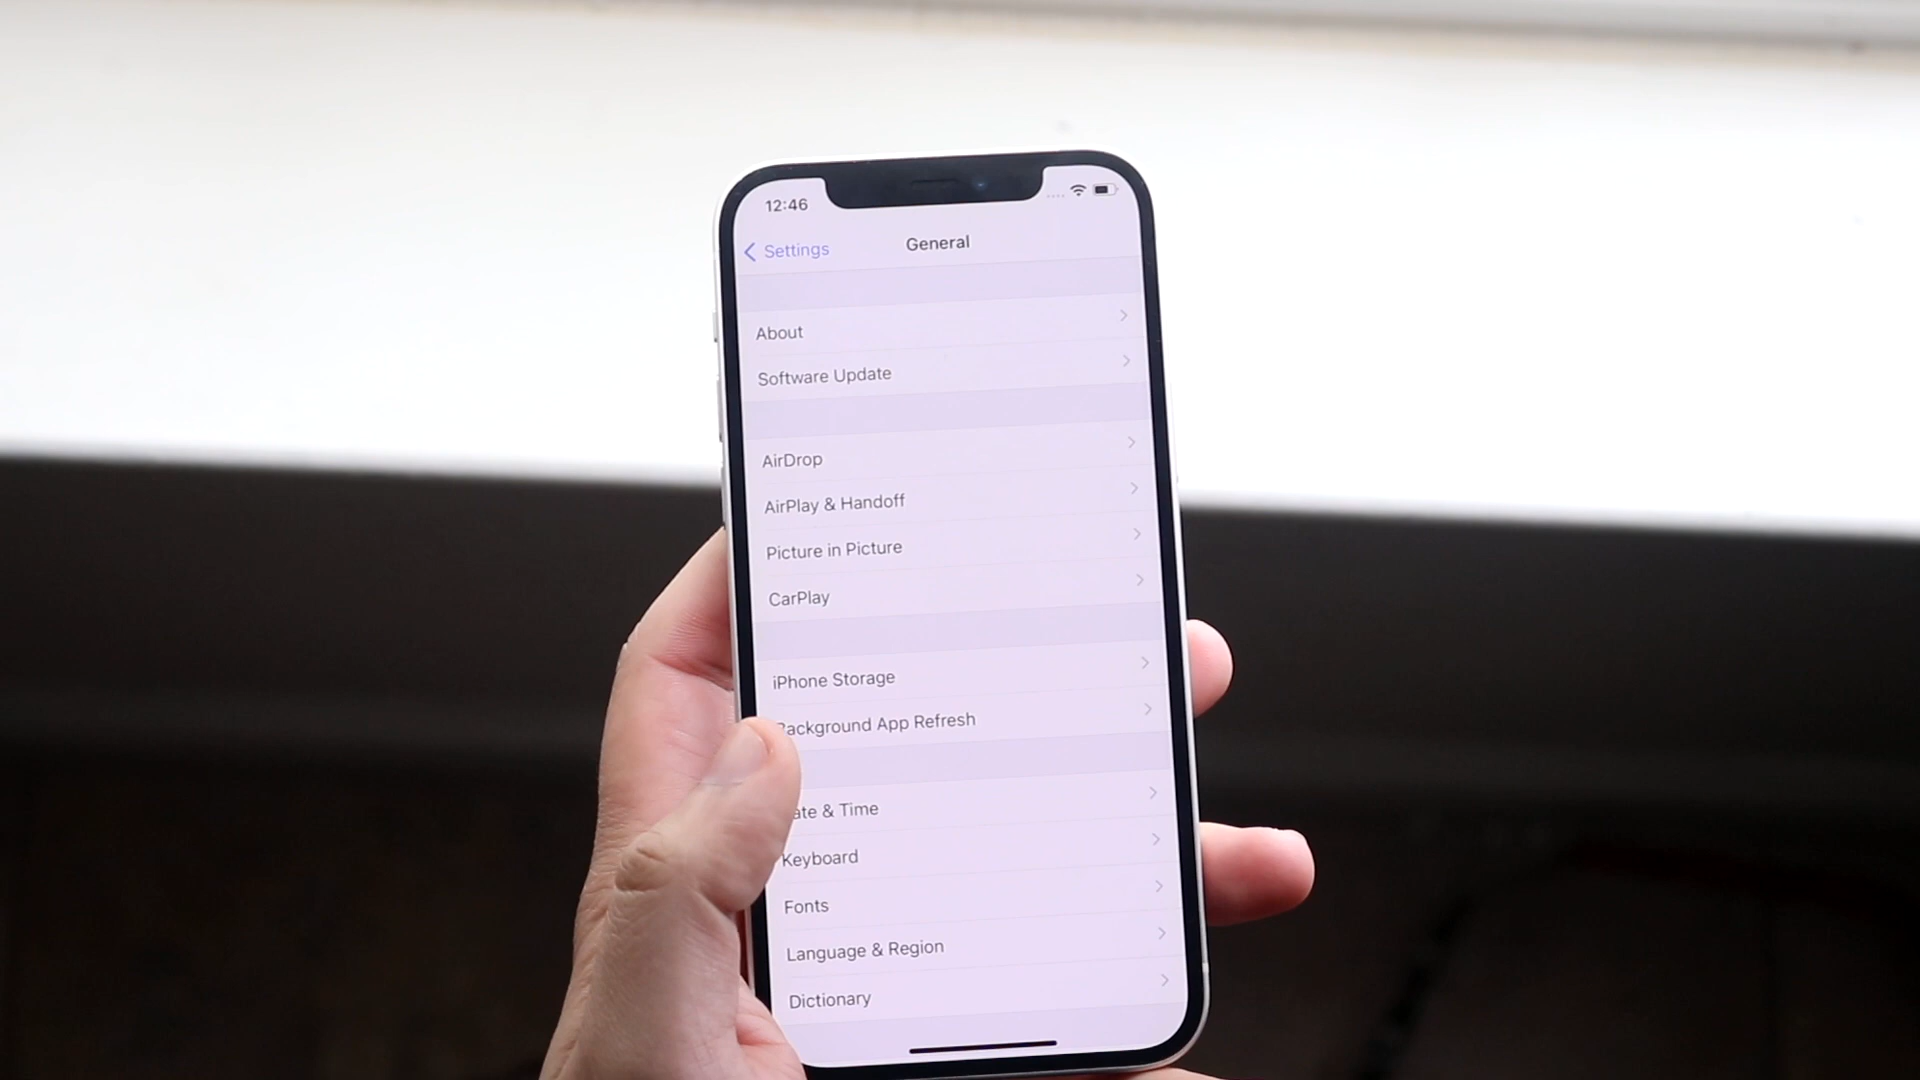 12:46
Settings
General
About
Software Update
AirDrop
AirPlay & Handoff
Picture in Picture
CarPlay
iPhone Storage
ackground App Refresh
ate & Time
Keyboard
Fonts
Language & Region
Dictionary